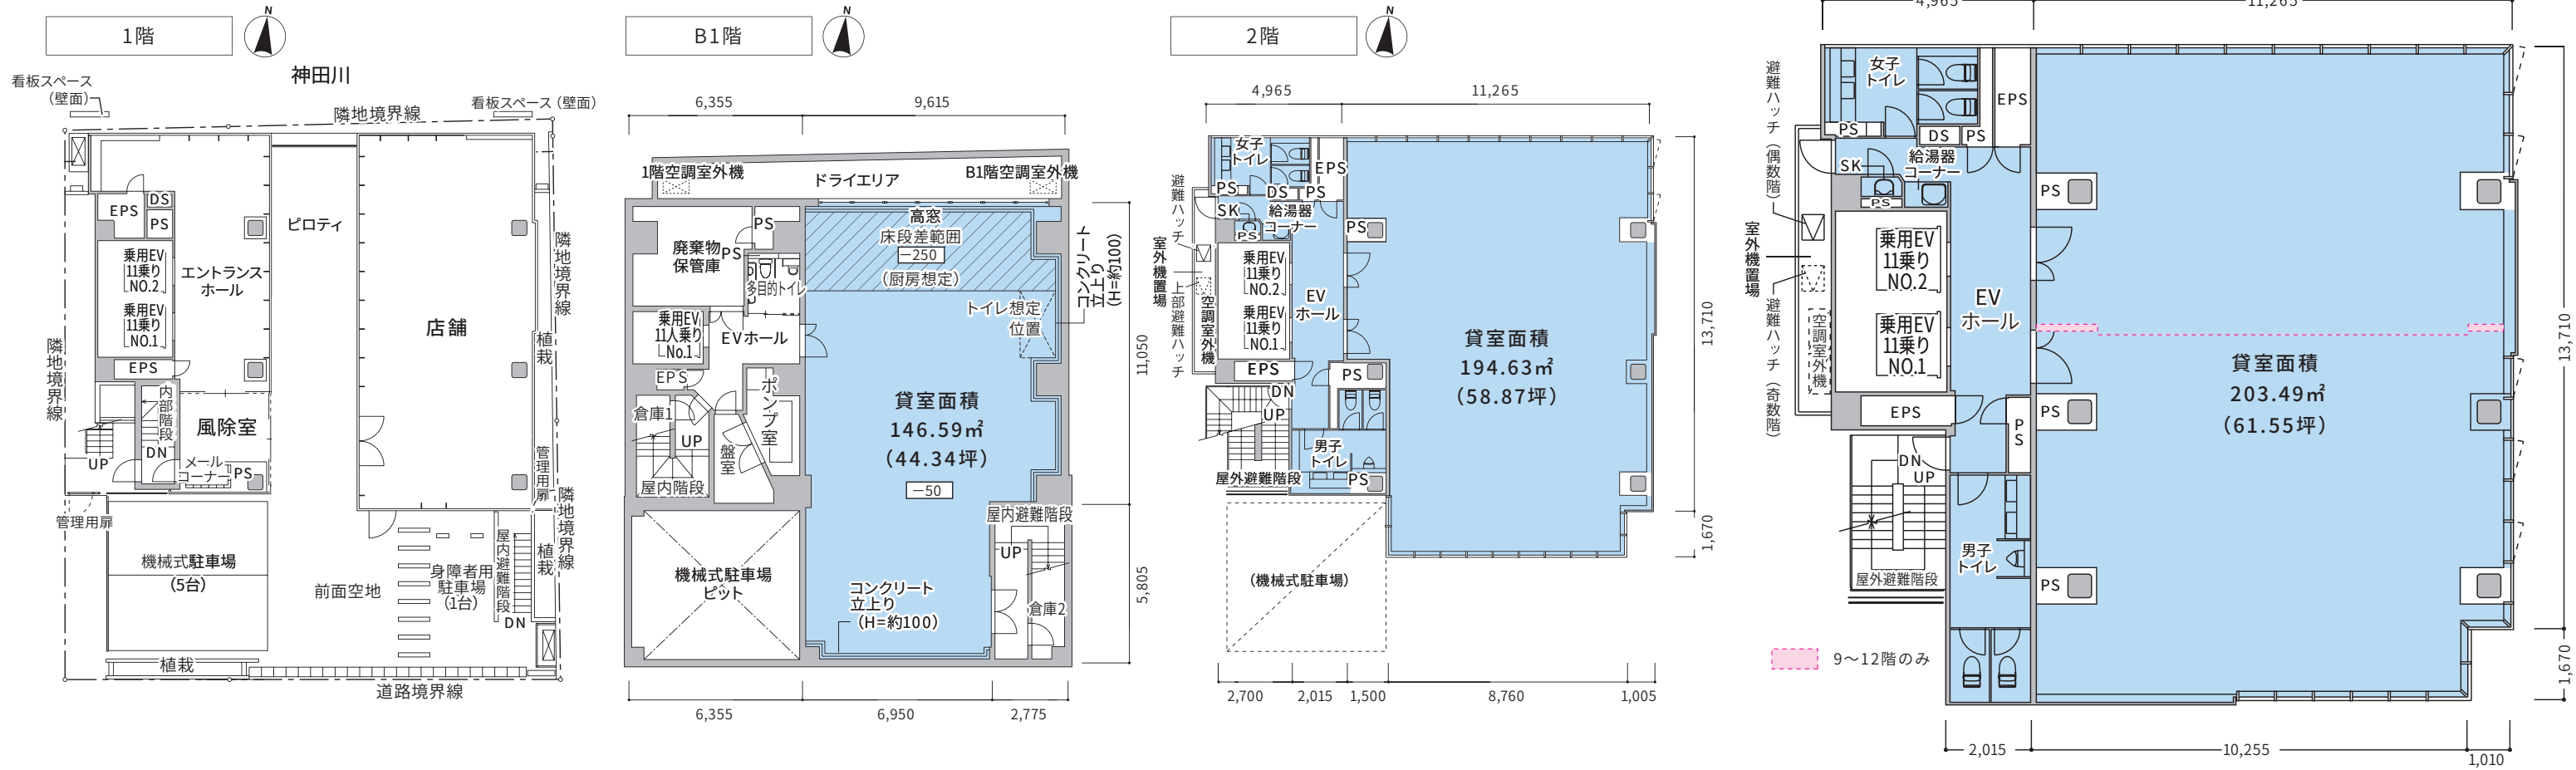 1階
N
神田川
看板スペース
(壁面)
看板スペース(壁面)
隣地境界線
EPS
DS
PS
ピロティ
乗用EV
11乗り
NO.2
エントランス
ホール
乗用EV
11乗り
NO.1
店舗
隣地境界線
植栽
EPS
隣地境界線
内部階段
風除室
UP
DN
メール
コーナー
PS
管理用扉
管理用扉
隣地境界線
機械式駐車場
(5台)
前面空地
身障者用
駐車場
(1台)
屋内避難階段
DN
植栽
植栽
道路境界線
B1階
N
6,355
9,615
1階空調室外機
ドライエリア
B1階空調室外機
高窓
床段差範囲
−250
(厨房想定)
PS
廃棄物
保管庫
PS
多目的トイレ
コンクリート
立上り
(H=約100)
トイレ想定
位置
乗用EV
11人乗り
No.1
EVホール
11,050
EPS
ポンプ室
倉庫1
UP
盤室
屋内階段
貸室面積
146.59㎡
(44.34坪)
−50
屋内避難階段
UP
機械式駐車場
ピット
コンクリート
立上り
(H=約100)
倉庫2
5,805
6,355
6,950
2,775
2階
N
4,965
11,265
女子
トイレ
EPS
PS
DS
PS
SK
給湯器
コーナー
PS
PS
避難ハッチ
室外機置場
上部避難ハッチ
空調室外機
乗用EV
11乗り
NO.2
EV
ホール
乗用EV
11乗り
NO.1
貸室面積
194.63㎡
(58.87坪)
13,710
EPS
PS
DN
UP
男子
トイレ
屋外避難階段
PS
1,670
(機械式駐車場)
2,700
2,015
1,500
8,760
1,005
4,965
11,265
女子
トイレ
EPS
PS
DS
PS
避難ハッチ(偶数階)
SK
給湯器
コーナー
PS
PS
室外機置場
乗用EV
11乗り
NO.2
EV
ホール
避難ハッチ(奇数階)
空調室外機
乗用EV
11乗り
NO.1
貸室面積
203.49㎡
(61.55坪)
13,710
EPS
PS
PS
DN
UP
男子
トイレ
屋外避難階段
PS
9〜12階のみ
1,670
2,015
10,255
1,010